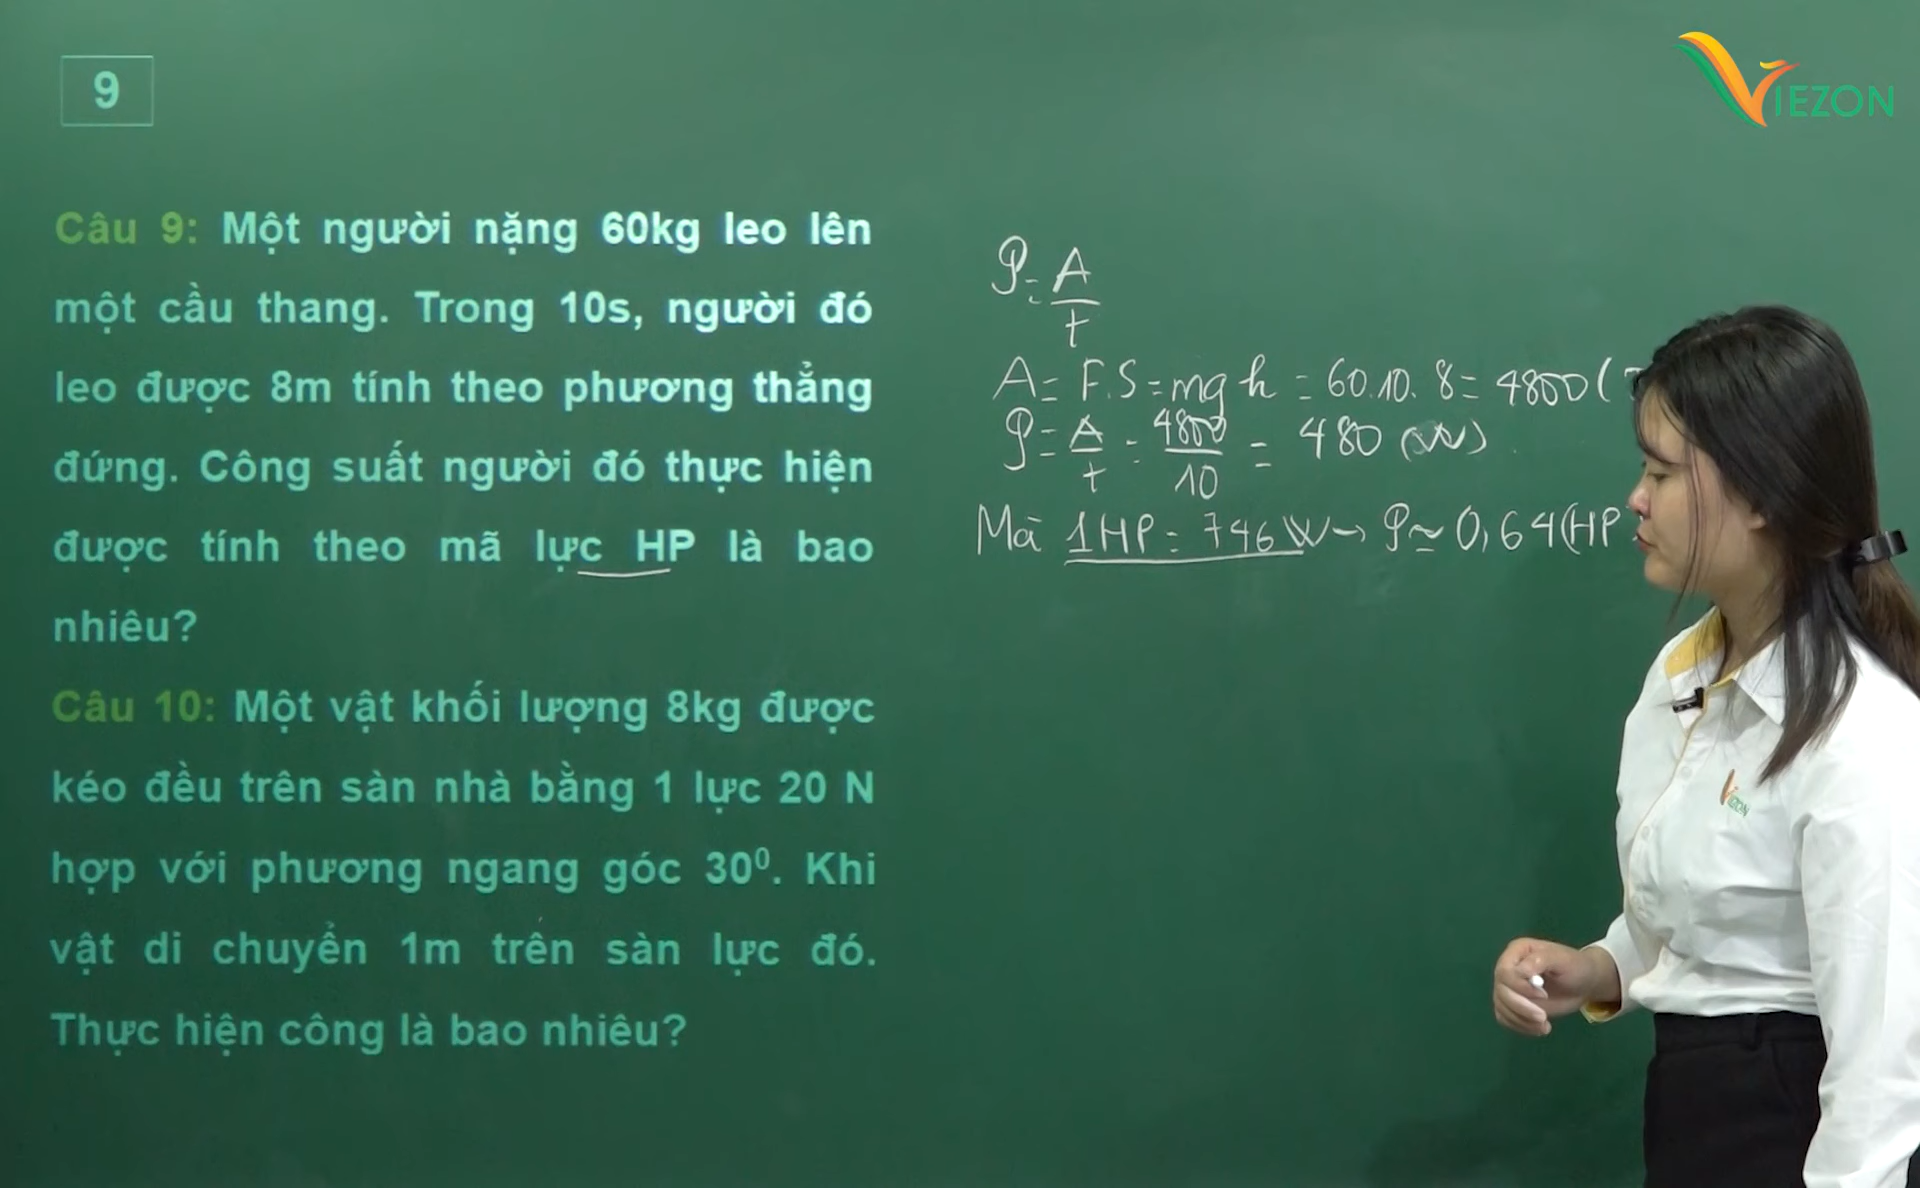 9
VIEZON
Câu 9: Một người nặng 60kg leo lên
một cầu thang. Trong 10s, người đó
leo được 8m tính theo phương thẳng
đứng. Công suất người đó thực hiện
được tính theo mã lực HP là bao
nhiêu?
Câu 10: Một vật khối lượng 8kg được
kéo đều trên sàn nhà bằng 1 lực 20 N
hợp với phương ngang góc 30⁰. Khi
vật di chuyển 1m trên sàn lực đó.
Thực hiện công là bao nhiêu?
P = A/t
A = F.S = mgh = 60.10.8 = 4800 (
P = A/t = 4800/10 = 480 (W)
Mà 1HP = 746W → P ≃ 0,64(HP
VIEZON